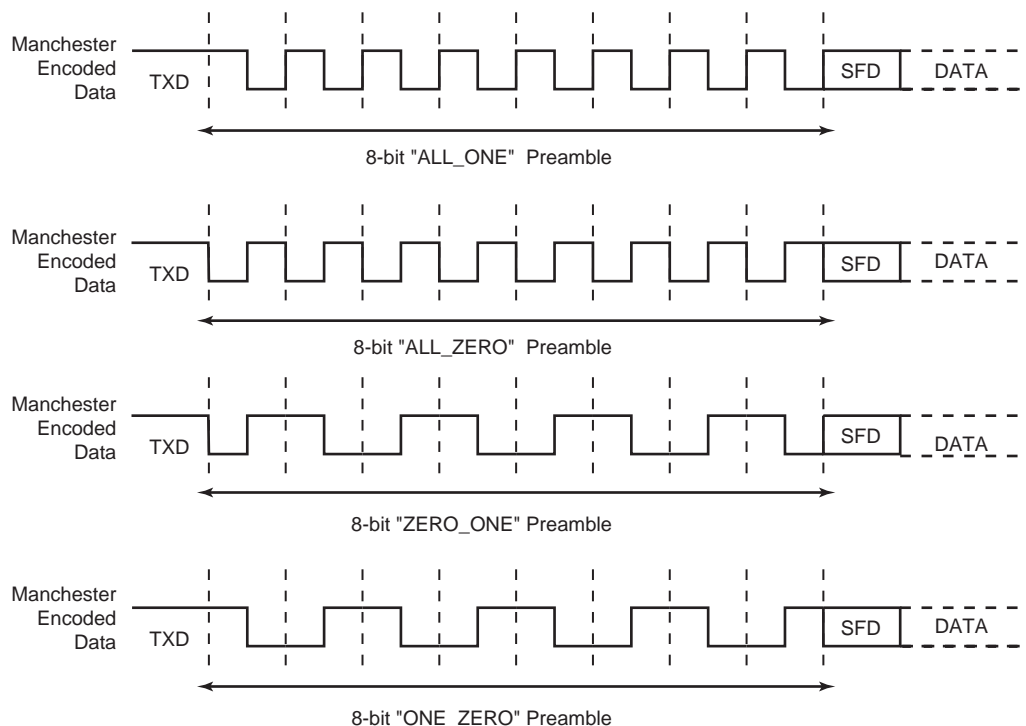 Manchester
Encoded
Data
TXD
SFD
DATA
8-bit "ALL_ONE" Preamble
Manchester
Encoded
Data
TXD
SFD
DATA
8-bit "ALL_ZERO" Preamble
Manchester
Encoded
Data
TXD
SFD
DATA
8-bit "ZERO_ONE" Preamble
Manchester
Encoded
Data
TXD
SFD
DATA
8-bit "ONE_ZERO" Preamble